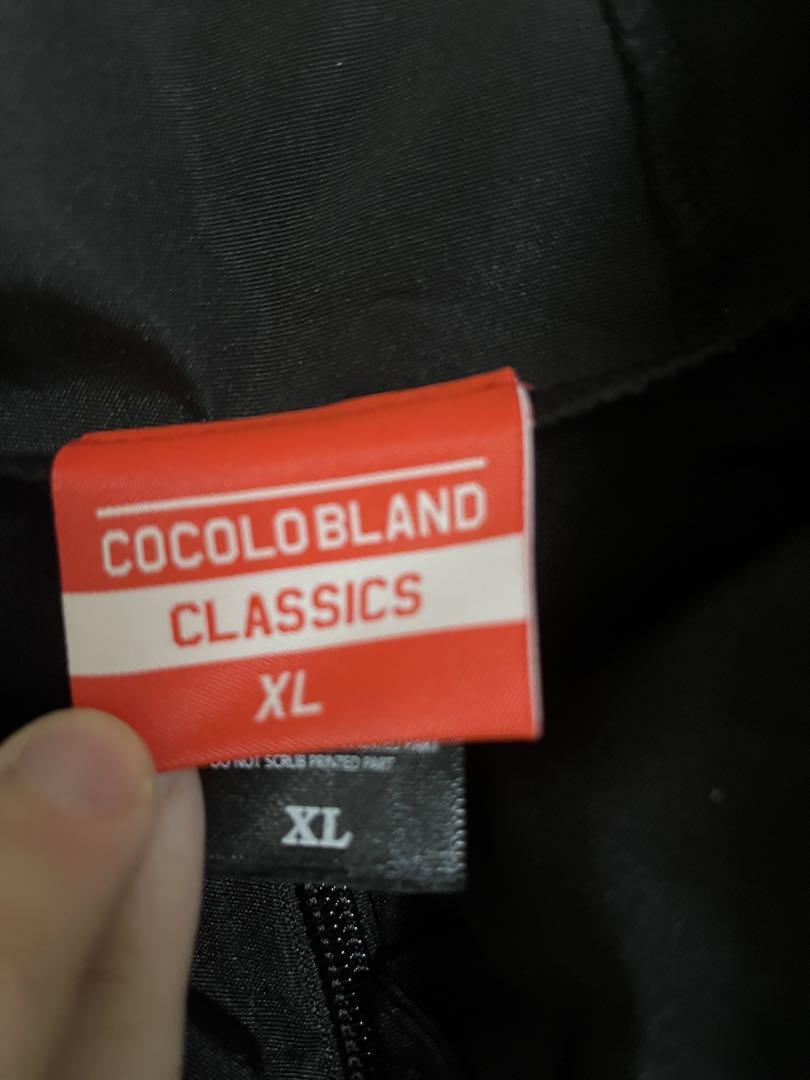 COCOLOBLAND
CLASSICS
XL
DO NOT SCRUB PRINTED PART
XL